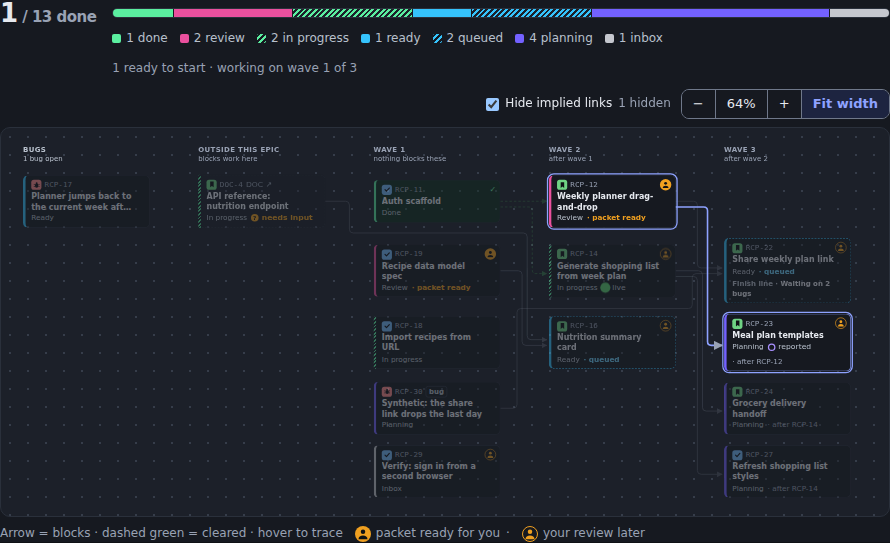 1 / 13 done
1 done 2 review 2 in progress 1 ready 2 queued 4 planning 1 inbox
1 ready to start · working on wave 1 of 3
Hide implied links 1 hidden − 64% + Fit width
BUGS
1 bug open
RCP-17
Planner jumps back to
the current week aft...
Ready
OUTSIDE THIS EPIC
blocks work here
DOC-4 DOC ↗
API reference:
nutrition endpoint
In progress ? needs input
WAVE 1
nothing blocks these
RCP-11 ✓
Auth scaffold
Done
RCP-19
Recipe data model
spec
Review · packet ready
RCP-18
Import recipes from
URL
In progress
RCP-30 bug
Synthetic: the share
link drops the last day
Planning
RCP-29
Verify: sign in from a
second browser
Inbox
WAVE 2
after wave 1
RCP-12
Weekly planner drag-
and-drop
Review · packet ready
RCP-14
Generate shopping list
from week plan
In progress live
RCP-16
Nutrition summary
card
Ready · queued
WAVE 3
after wave 2
RCP-22
Share weekly plan link
Ready · queued
Finish line · Waiting on 2
bugs
RCP-23
Meal plan templates
Planning reported
· after RCP-12
RCP-24
Grocery delivery
handoff
Planning · after RCP-14
RCP-27
Refresh shopping list
styles
Planning · after RCP-14
Arrow = blocks · dashed green = cleared · hover to trace packet ready for you · your review later